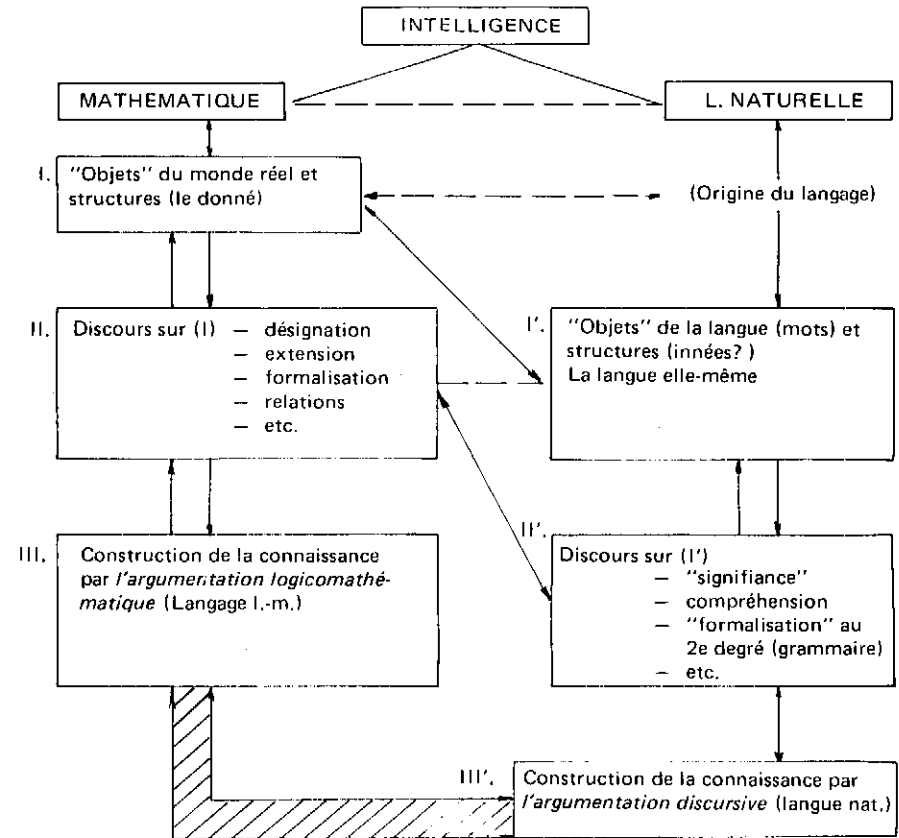 INTELLIGENCE
MATHEMATIQUE
L. NATURELLE
I. "Objets" du monde réel et
structures (le donné)
(Origine du langage)
II. Discours sur (I) — désignation
— extension
— formalisation
— relations
— etc.
I'. "Objets" de la langue (mots) et
structures (innées?)
La langue elle-même
III. Construction de la connaissance
par l'argumentation logicomathé-
matique (Langage l.-m.)
II'. Discours sur (I')
— "signifiance"
— compréhension
— "formalisation" au
2e degré (grammaire)
— etc.
III'. Construction de la connaissance par
l'argumentation discursive (langue nat.)